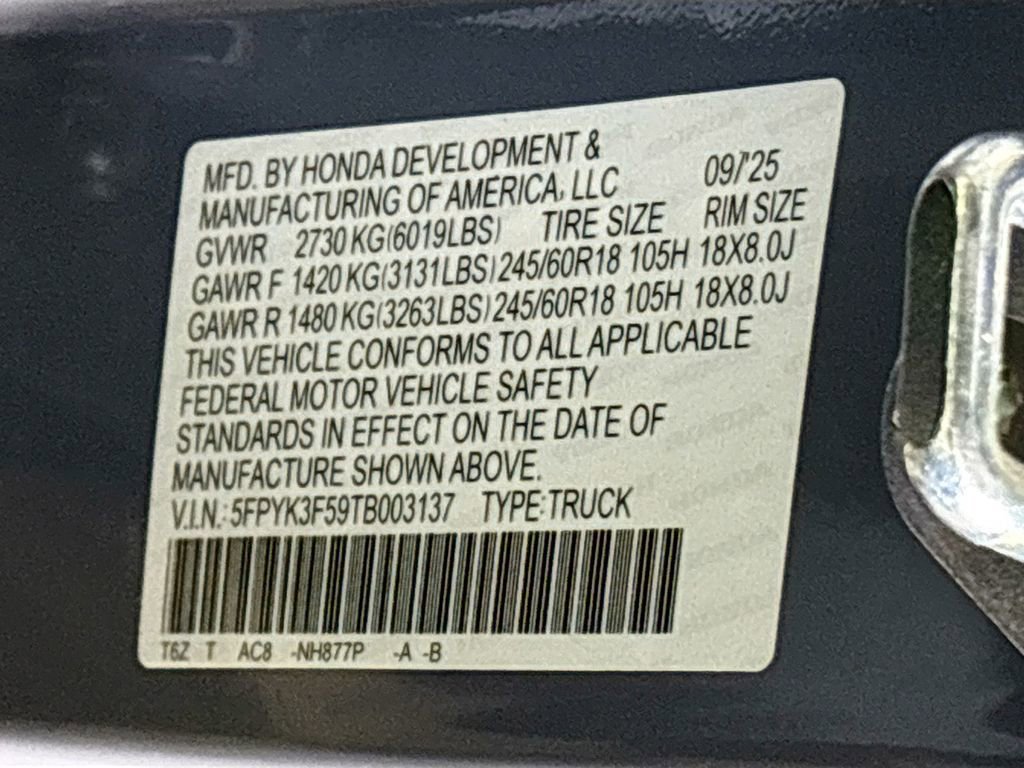 MFD. BY HONDA DEVELOPMENT &
MANUFACTURING OF AMERICA, LLC 09/'25
GVWR 2730 KG(6019LBS) TIRE SIZE RIM SIZE
GAWR F 1420 KG(3131LBS) 245/60R18 105H 18X8.0J
GAWR R 1480 KG(3263LBS) 245/60R18 105H 18X8.0J
THIS VEHICLE CONFORMS TO ALL APPLICABLE
FEDERAL MOTOR VEHICLE SAFETY
STANDARDS IN EFFECT ON THE DATE OF
MANUFACTURE SHOWN ABOVE.
V.I.N.: 5FPYK3F59TB003137 TYPE:TRUCK
T6Z T AC8 -NH877P -A -B